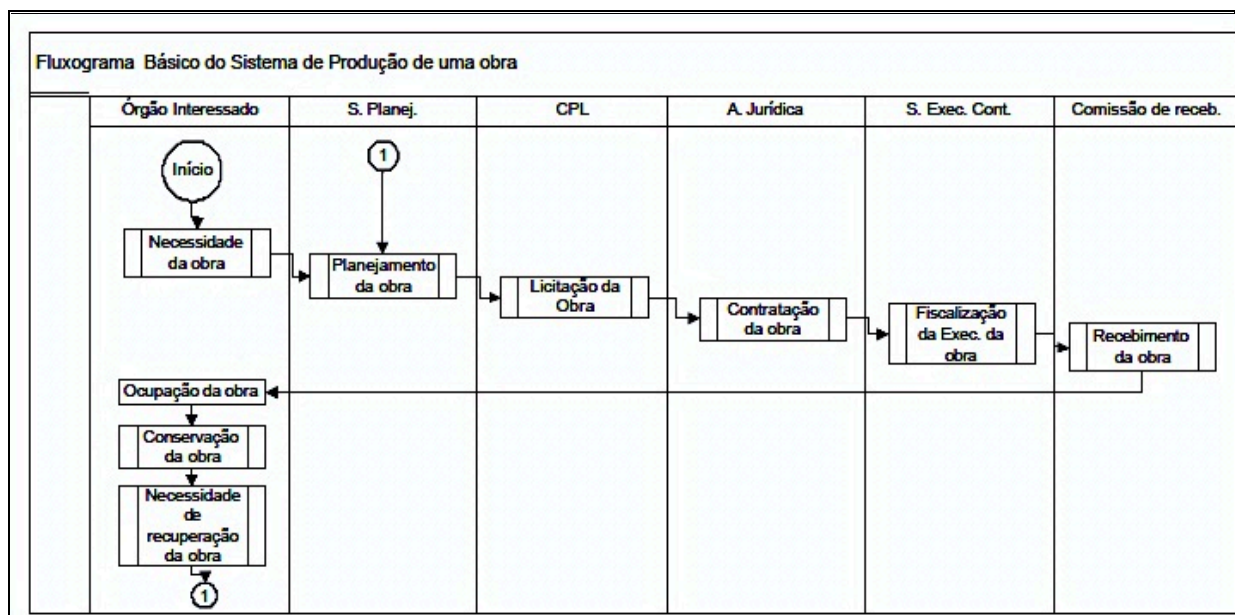 Fluxograma Básico do Sistema de Produção de uma obra
Órgão Interessado
S. Planej.
CPL
A. Jurídica
S. Exec. Cont.
Comissão de receb.
Início
1
Necessidade
da obra
Planejamento
da obra
Licitação da
Obra
Contratação
da obra
Fiscalização
da Exec. da
obra
Recebimento
da obra
Ocupação da obra
Conservação
da obra
Necessidade
de
recuperação
da obra
1